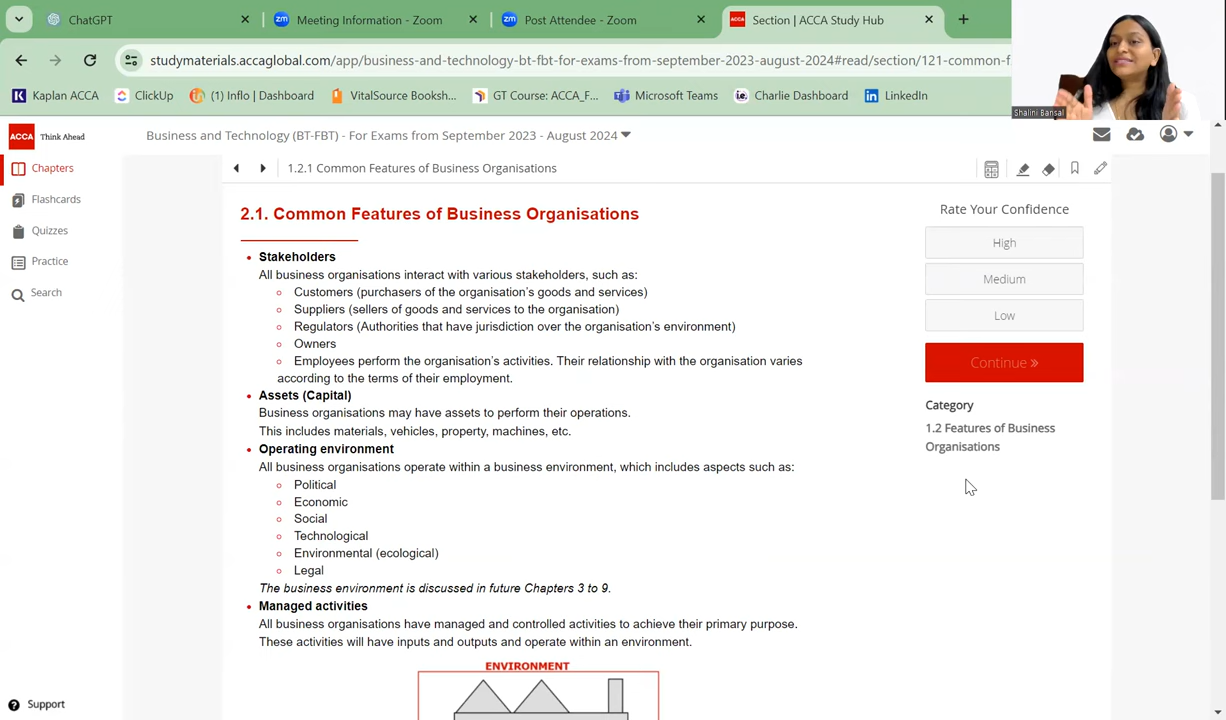 ChatGPT
zm Meeting Information - Zoom
zm Post Attendee - Zoom
ACCA Section | ACCA Study Hub
studymaterials.accaglobal.com/app/business-and-technology-bt-fbt-for-exams-from-september-2023-august-2024#read/section/121-common-f
K Kaplan ACCA
ClickUp
(1) Inflo | Dashboard
VitalSource Booksh...
GT Course: ACCA_F...
Microsoft Teams
i.e. Charlie Dashboard
in LinkedIn
Shalini Bansal
ACCA Think Ahead
Business and Technology (BT-FBT) - For Exams from September 2023 - August 2024
Chapters
Flashcards
Quizzes
Practice
Search
1.2.1 Common Features of Business Organisations
2.1. Common Features of Business Organisations
Stakeholders
All business organisations interact with various stakeholders, such as:
Customers (purchasers of the organisation's goods and services)
Suppliers (sellers of goods and services to the organisation)
Regulators (Authorities that have jurisdiction over the organisation's environment)
Owners
Employees perform the organisation's activities. Their relationship with the organisation varies
according to the terms of their employment.
Assets (Capital)
Business organisations may have assets to perform their operations.
This includes materials, vehicles, property, machines, etc.
Operating environment
All business organisations operate within a business environment, which includes aspects such as:
Political
Economic
Social
Technological
Environmental (ecological)
Legal
The business environment is discussed in future Chapters 3 to 9.
Managed activities
All business organisations have managed and controlled activities to achieve their primary purpose.
These activities will have inputs and outputs and operate within an environment.
ENVIRONMENT
Rate Your Confidence
High
Medium
Low
Continue »
Category
1.2 Features of Business
Organisations
? Support